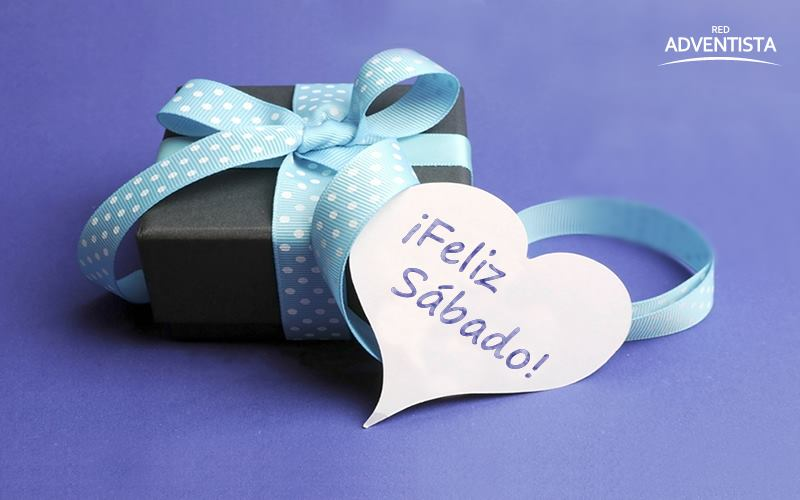 RED
ADVENTISTA
¡Feliz
Sábado!